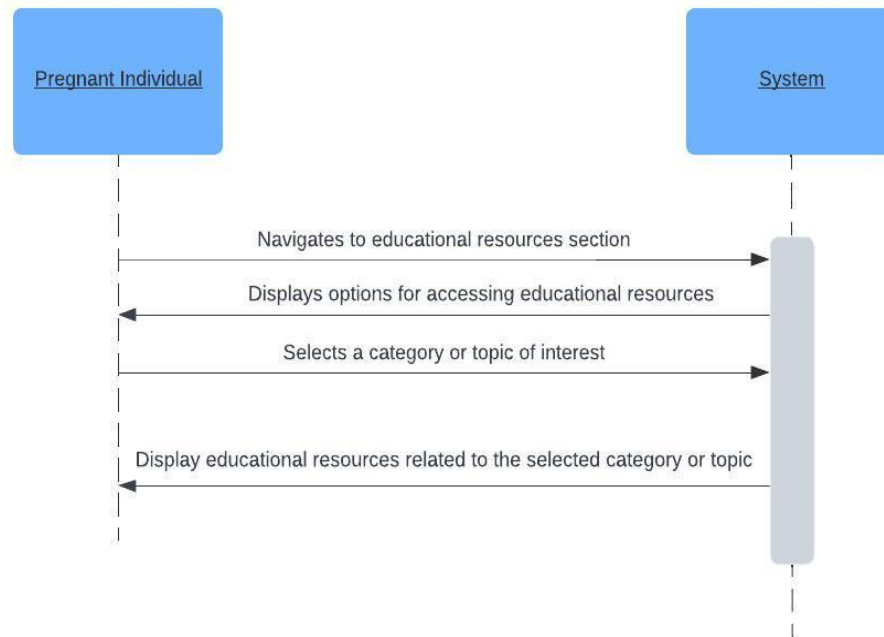 Pregnant Individual
System
Navigates to educational resources section
Displays options for accessing educational resources
Selects a category or topic of interest
Display educational resources related to the selected category or topic